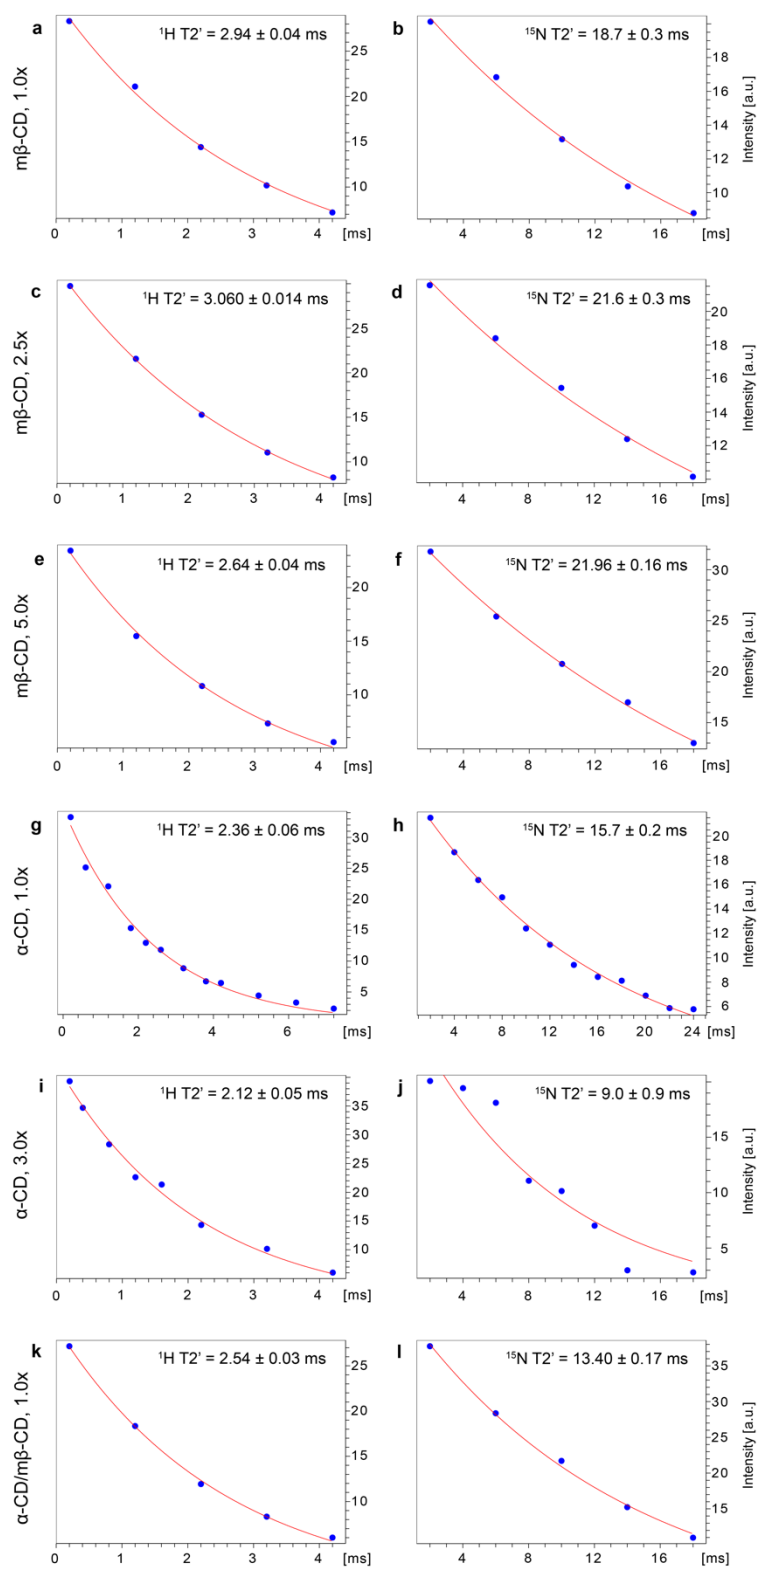 a
¹H T2’ = 2.94 ± 0.04 ms
mβ-CD, 1.0x
25
20
15
10
0
1
2
3
4
[ms]
b
¹⁵N T2’ = 18.7 ± 0.3 ms
18
16
14
12
10
Intensity [a.u.]
4
8
12
16
[ms]
c
¹H T2’ = 3.060 ± 0.014 ms
mβ-CD, 2.5x
25
20
15
10
0
1
2
3
4
[ms]
d
¹⁵N T2’ = 21.6 ± 0.3 ms
20
18
16
14
12
Intensity [a.u.]
4
8
12
16
[ms]
e
¹H T2’ = 2.64 ± 0.04 ms
mβ-CD, 5.0x
20
15
10
0
1
2
3
4
[ms]
f
¹⁵N T2’ = 21.96 ± 0.16 ms
30
25
20
15
Intensity [a.u.]
4
8
12
16
[ms]
g
¹H T2’ = 2.36 ± 0.06 ms
α-CD, 1.0x
30
25
20
15
10
5
0
2
4
6
[ms]
h
¹⁵N T2’ = 15.7 ± 0.2 ms
20
18
16
14
12
10
8
6
Intensity [a.u.]
4
8
12
16
20
24
[ms]
i
¹H T2’ = 2.12 ± 0.05 ms
α-CD, 3.0x
35
30
25
20
15
10
0
1
2
3
4
[ms]
j
¹⁵N T2’ = 9.0 ± 0.9 ms
15
10
5
Intensity [a.u.]
4
8
12
16
[ms]
k
¹H T2’ = 2.54 ± 0.03 ms
α-CD/mβ-CD, 1.0x
25
20
15
10
0
1
2
3
4
[ms]
l
¹⁵N T2’ = 13.40 ± 0.17 ms
35
30
25
20
15
Intensity [a.u.]
4
8
12
16
[ms]